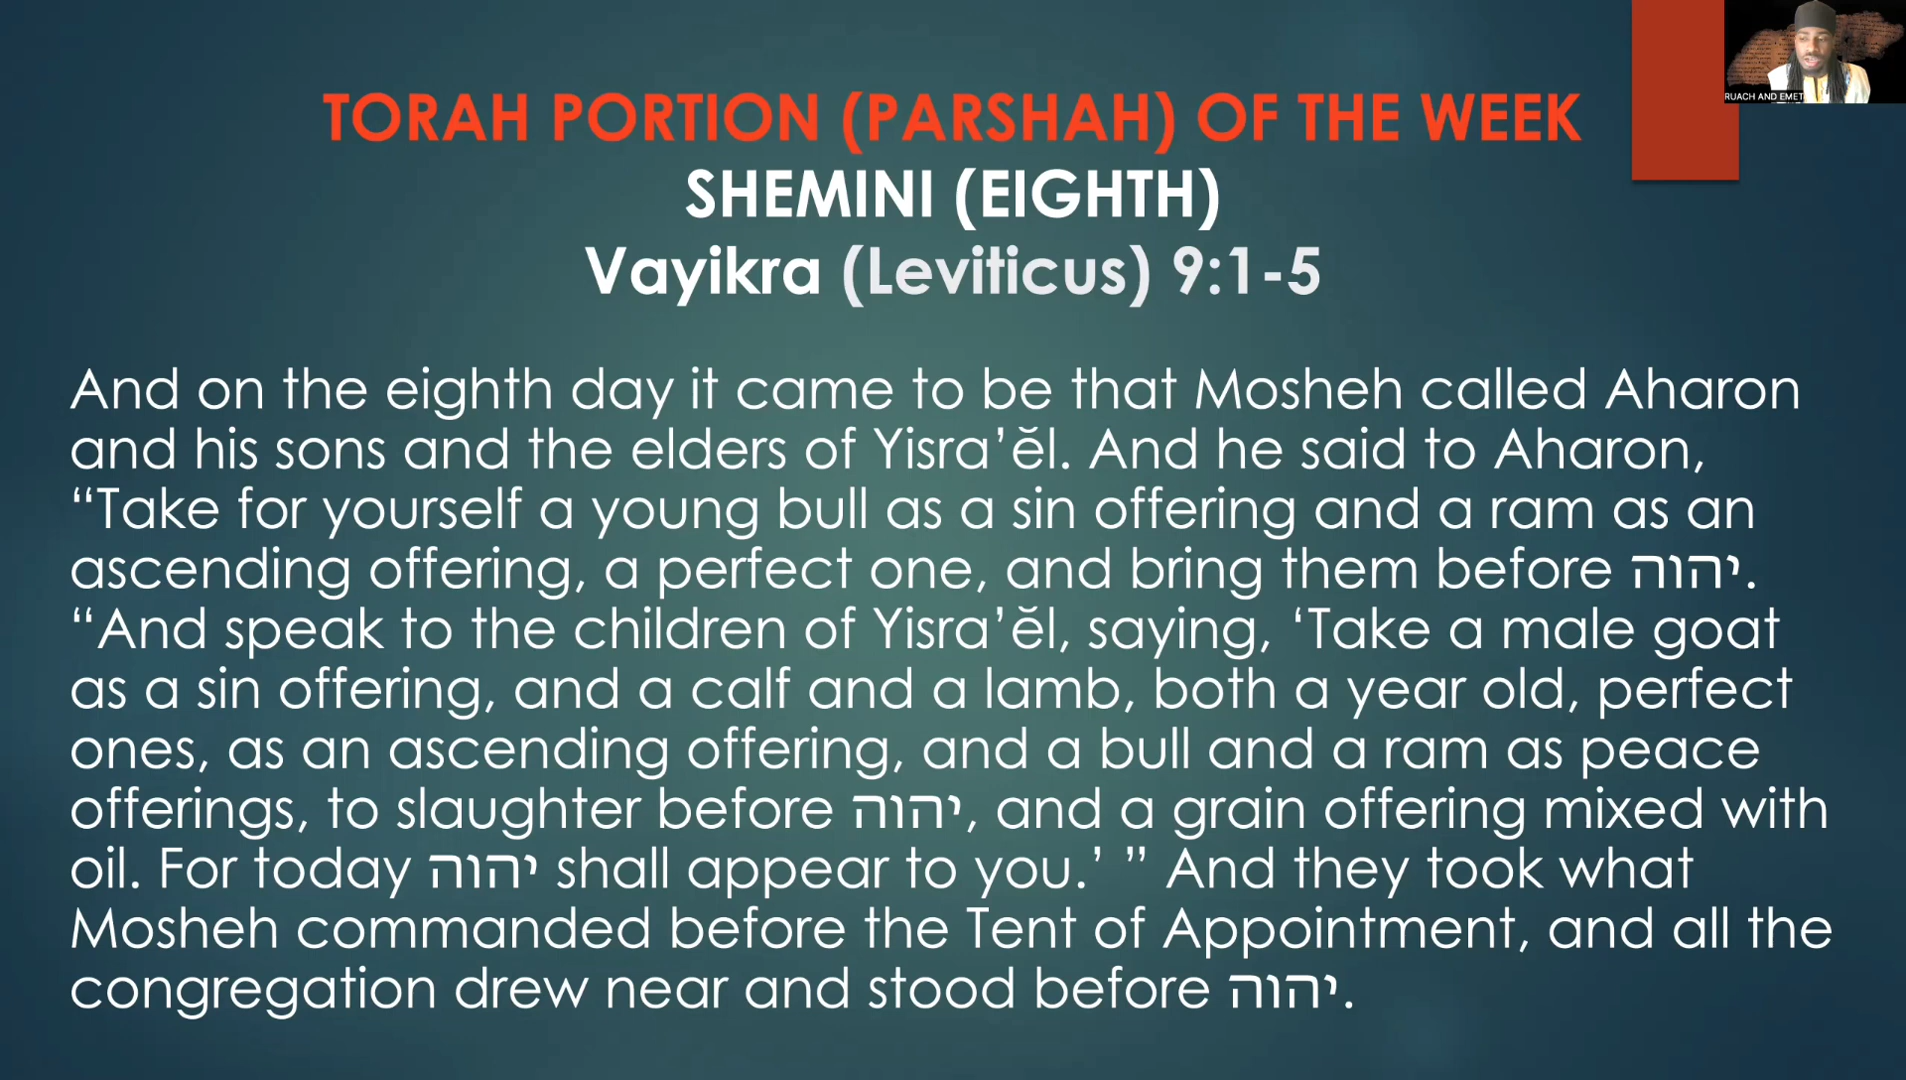 TORAH PORTION (PARSHAH) OF THE WEEK
SHEMINI (EIGHTH)
Vayikra (Leviticus) 9:1-5
And on the eighth day it came to be that Mosheh called Aharon
and his sons and the elders of Yisra’ĕl. And he said to Aharon,
“Take for yourself a young bull as a sin offering and a ram as an
ascending offering, a perfect one, and bring them before יהוה.
“And speak to the children of Yisra’ĕl, saying, ‘Take a male goat
as a sin offering, and a calf and a lamb, both a year old, perfect
ones, as an ascending offering, and a bull and a ram as peace
offerings, to slaughter before יהוה, and a grain offering mixed with
oil. For today יהוה shall appear to you.’ ” And they took what
Mosheh commanded before the Tent of Appointment, and all the
congregation drew near and stood before יהוה.
RUACH AND EMET